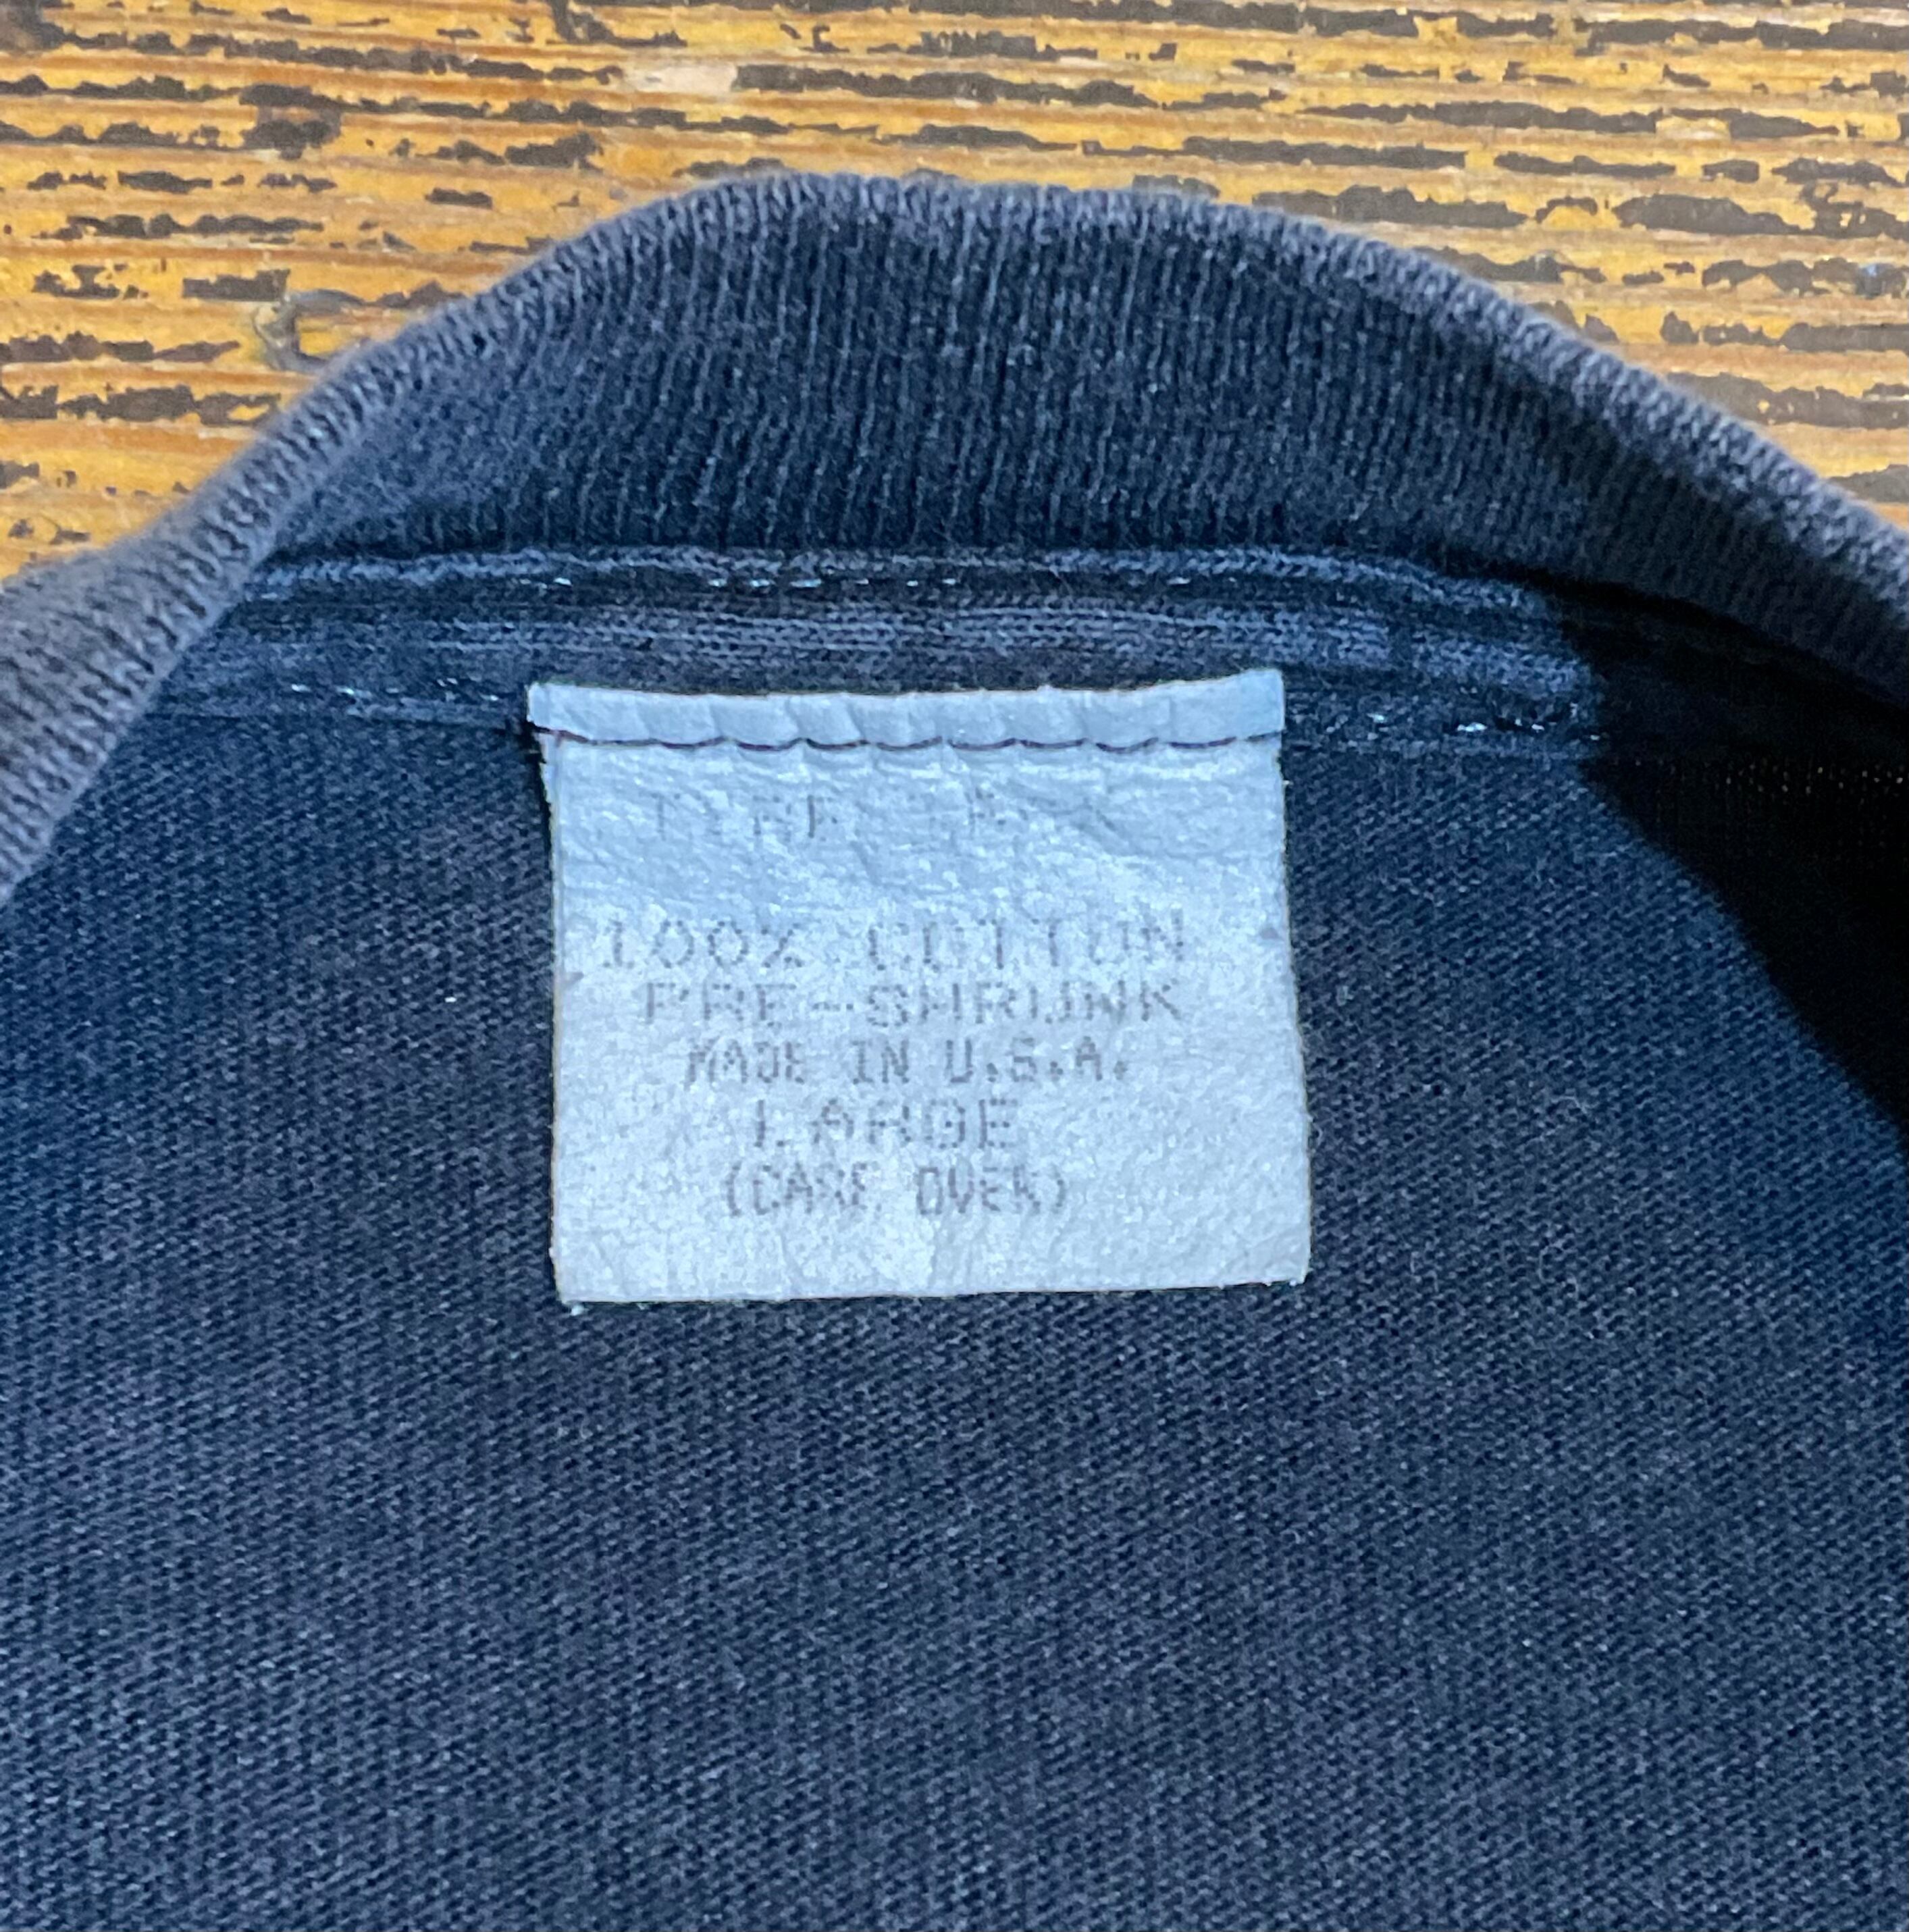 100% COTTON
PRE-SHRUNK
MADE IN U.S.A.
LARGE
(CARE OVER)